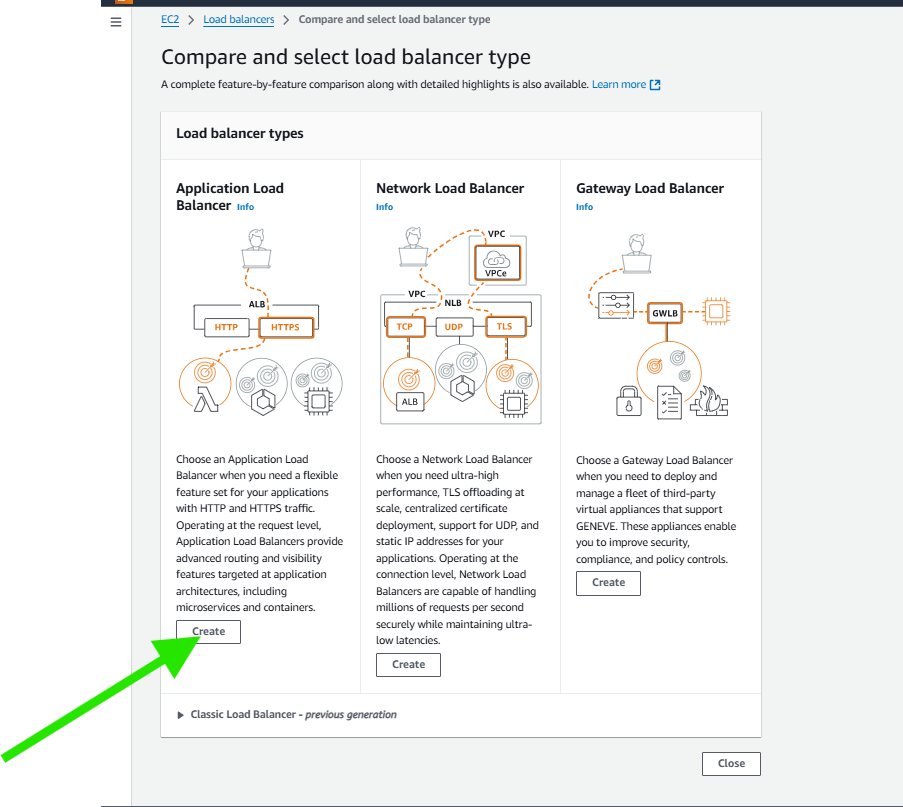 EC2 > Load balancers > Compare and select load balancer type
Compare and select load balancer type
A complete feature-by-feature comparison along with detailed highlights is also available. Learn more
Load balancer types
Application Load
Balancer Info
ALB
HTTP HTTPS
Choose an Application Load
Balancer when you need a flexible
feature set for your applications
with HTTP and HTTPS traffic.
Operating at the request level,
Application Load Balancers provide
advanced routing and visibility
features targeted at application
architectures, including
microservices and containers.
Create
Network Load Balancer
Info
VPC
VPCe
VPC
NLB
TCP UDP TLS
ALB
Choose a Network Load Balancer
when you need ultra-high
performance, TLS offloading at
scale, centralized certificate
deployment, support for UDP, and
static IP addresses for your
applications. Operating at the
connection level, Network Load
Balancers are capable of handling
millions of requests per second
securely while maintaining ultra-
low latencies.
Create
Gateway Load Balancer
Info
GWLB
Choose a Gateway Load Balancer
when you need to deploy and
manage a fleet of third-party
virtual appliances that support
GENEVE. These appliances enable
you to improve security,
compliance, and policy controls.
Create
Classic Load Balancer - previous generation
Close